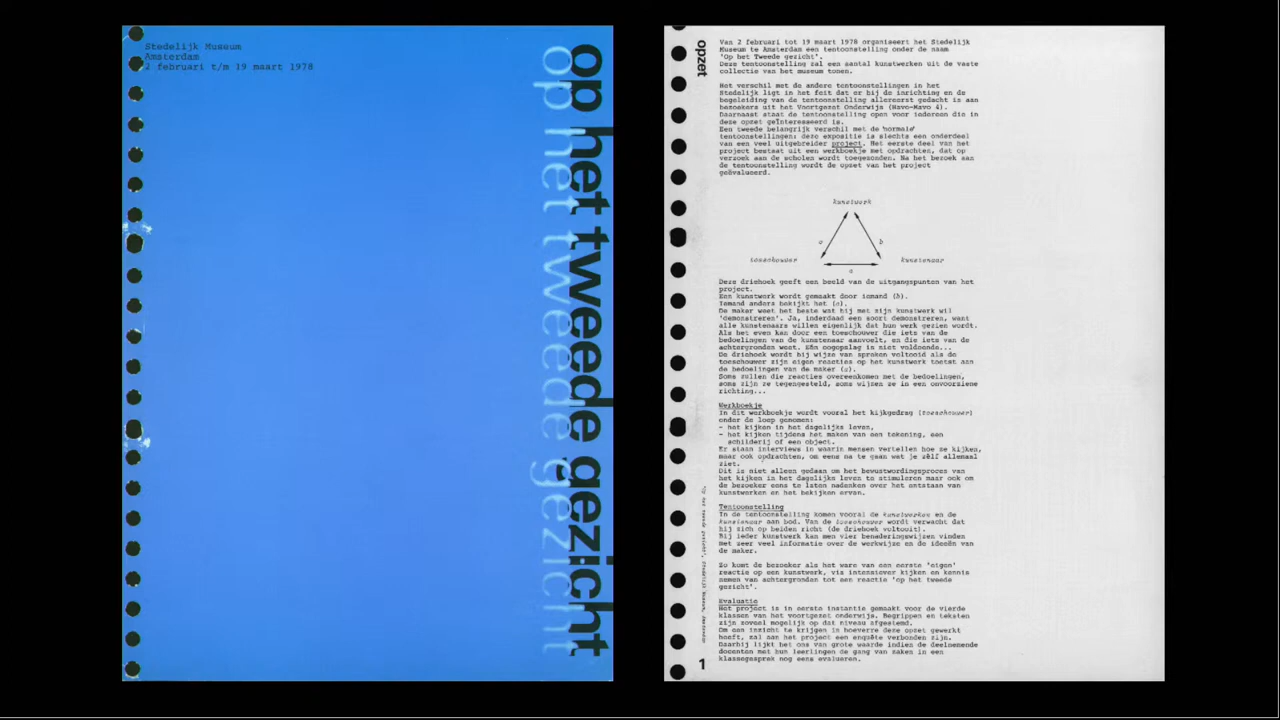 Stedelijk Museum
Amsterdam
2 februari t/m 19 maart 1978
op het tweede gezicht
op het tweede gezicht
opzet
Van 2 februari tot 19 maart 1978 organiseert het Stedelijk
Museum te Amsterdam een tentoonstelling onder de naam
'Op het Tweede gezicht'.
Deze tentoonstelling zal een aantal kunstwerken uit de vaste
collectie van het museum tonen.
Het verschil met de andere tentoonstellingen in het
Stedelijk ligt in het feit dat er bij de inrichting en de
begeleiding van de tentoonstelling allereerst gedacht is aan
bezoekers uit het Voortgezet Onderwijs (Havo-Mavo 4).
Daarnaast staat de tentoonstelling open voor iedereen die in
deze opzet geïnteresseerd is.
Een tweede belangrijk verschil met de 'normale'
tentoonstellingen: deze expositie is slechts een onderdeel
van een veel uitgebreider project. Het eerste deel van het
project bestaat uit een werkboekje met opdrachten, dat op
verzoek aan de scholen wordt toegezonden. Na het bezoek aan
de tentoonstelling wordt de opzet van het project
geëvalueerd.
kunstwerk
a
b
toeschouwer
kunstenaar
Deze driehoek geeft een beeld van de uitgangspunten van het
project.
Een kunstwerk wordt gemaakt door iemand (b).
Iemand anders bekijkt het (a).
De maker weet het beste wat hij met zijn kunstwerk wil
'demonstreren'. Ja, inderdaad een soort demonstreren, want
alle kunstenaars willen eigenlijk dat hun werk gezien wordt.
Als het even kan door een toeschouwer die iets van de
bedoelingen van de kunstenaar aanvoelt, en die iets van de
achtergronden weet. Eén oogopslag is niet voldoende...
De driehoek wordt bij wijze van spreken voltooid als de
toeschouwer zijn eigen reacties op het kunstwerk toetst aan
de bedoelingen van de maker
Soms zullen die reacties overeenkomen met de bedoelingen,
soms zijn ze tegengesteld, soms wijzen ze in een onvoorziene
richting...
Werkboekje
In dit werkboekje wordt vooral het kijkgedrag (toeschouwer)
onder de loep genomen:
- het kijken in het dagelijks leven,
- het kijken tijdens het maken van een tekening, een
schilderij of een object.
Er staan interviews in waarin mensen vertellen hoe ze kijken,
maar ook opdrachten, om eens na te gaan wat je zélf allemaal
ziet.
Dit is niet alleen gedaan om het bewustwordingsproces van
het kijken in het dagelijks leven te stimuleren maar ook om
de bezoeker eens te laten nadenken over het ontstaan van
kunstwerken en het bekijken ervan.
Tentoonstelling
In de tentoonstelling komen vooral de kunstwerken en de
kunstenaar aan bod. Van de toeschouwer wordt verwacht dat
hij zich op beiden richt (de driehoek voltooit).
Bij ieder kunstwerk kan men vier benaderingswijzen vinden
met zeer veel informatie over de werkwijze en de ideeën van
de maker.
Zo komt de bezoeker als het ware van een eerste 'eigen'
reactie op een kunstwerk, via intensiever kijken en kennis
nemen van achtergronden tot een reactie 'op het tweede
gezicht'.
Evaluatie
Het project is in eerste instantie gemaakt voor de vierde
klassen van het voortgezet onderwijs. Begrippen en teksten
zijn zoveel mogelijk op dat niveau afgestemd.
Om een inzicht te krijgen in hoeverre deze opzet gewerkt
heeft, zal aan het project een enquête verbonden zijn.
Daarbij lijkt het ons van grote waarde indien de deelnemende
docenten met hun leerlingen de gang van zaken in een
klassegesprek nog eens evalueren.
'Op het tweede gezicht', Stedelijk Museum, Amsterdam
1